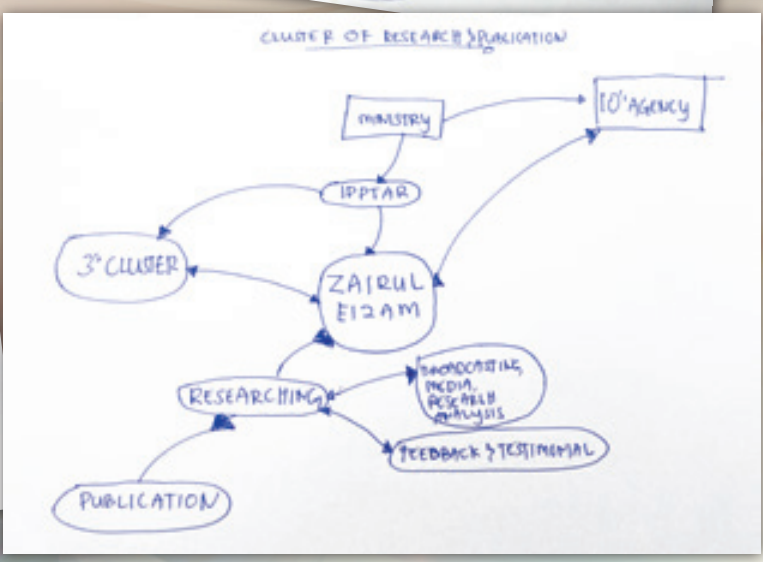 CLUSTER OF RESEARCH & PUBLICATION
MINISTRY
10" AGENCY
IPPTAR
3" CLUSTER
ZAIRUL
EIZAM
RESEARCHING
BROADCASTING,
MEDIA,
RESEARCH
ANALYSIS
FEEDBACK & TESTIMONIAL
PUBLICATION